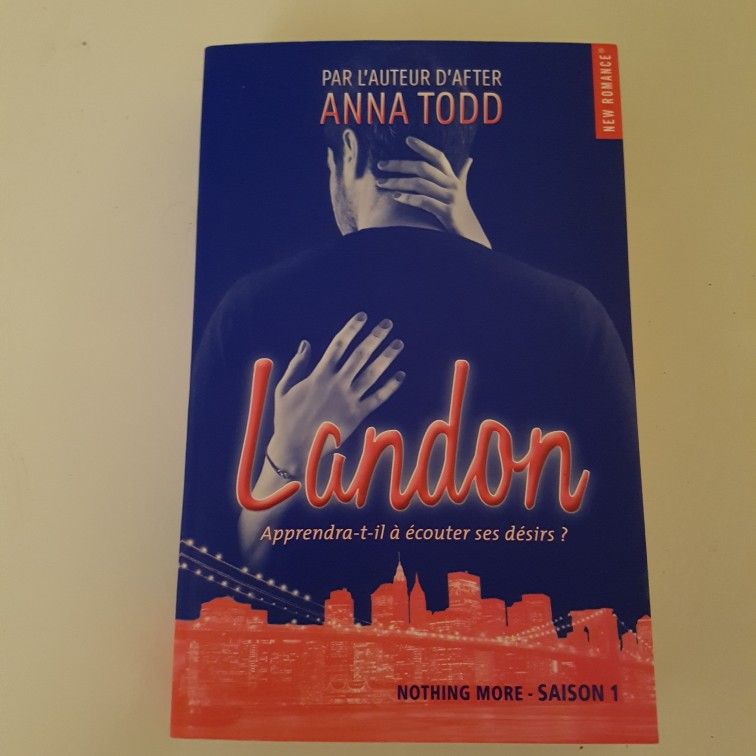 PAR L'AUTEUR D'AFTER
ANNA TODD
NEW ROMANCE®
Landon
Apprendra-t-il à écouter ses désirs ?
NOTHING MORE - SAISON 1